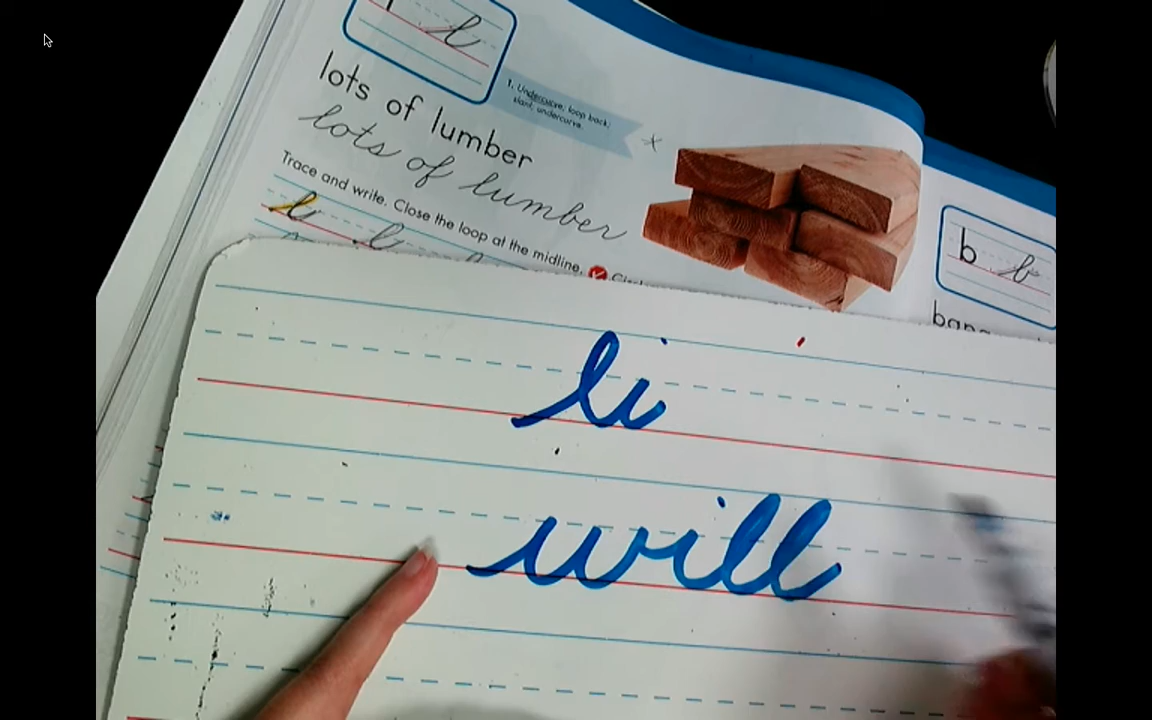 l
1. Undercurve, loop back,
slant, undercurve.
lots of lumber
lots of lumber
Trace and write. Close the loop at the midline.
l l
b b
li
will